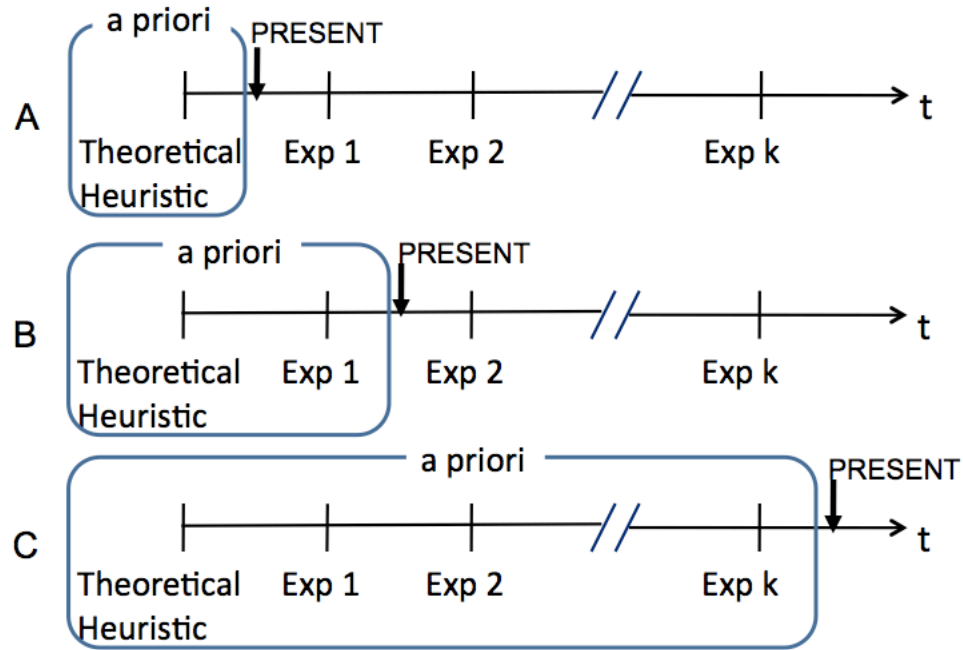 a priori
PRESENT
A
t
Theoretical Exp 1 Exp 2 Exp k
Heuristic
a priori
PRESENT
B
t
Theoretical Exp 1 Exp 2 Exp k
Heuristic
a priori
PRESENT
C
t
Theoretical Exp 1 Exp 2 Exp k
Heuristic